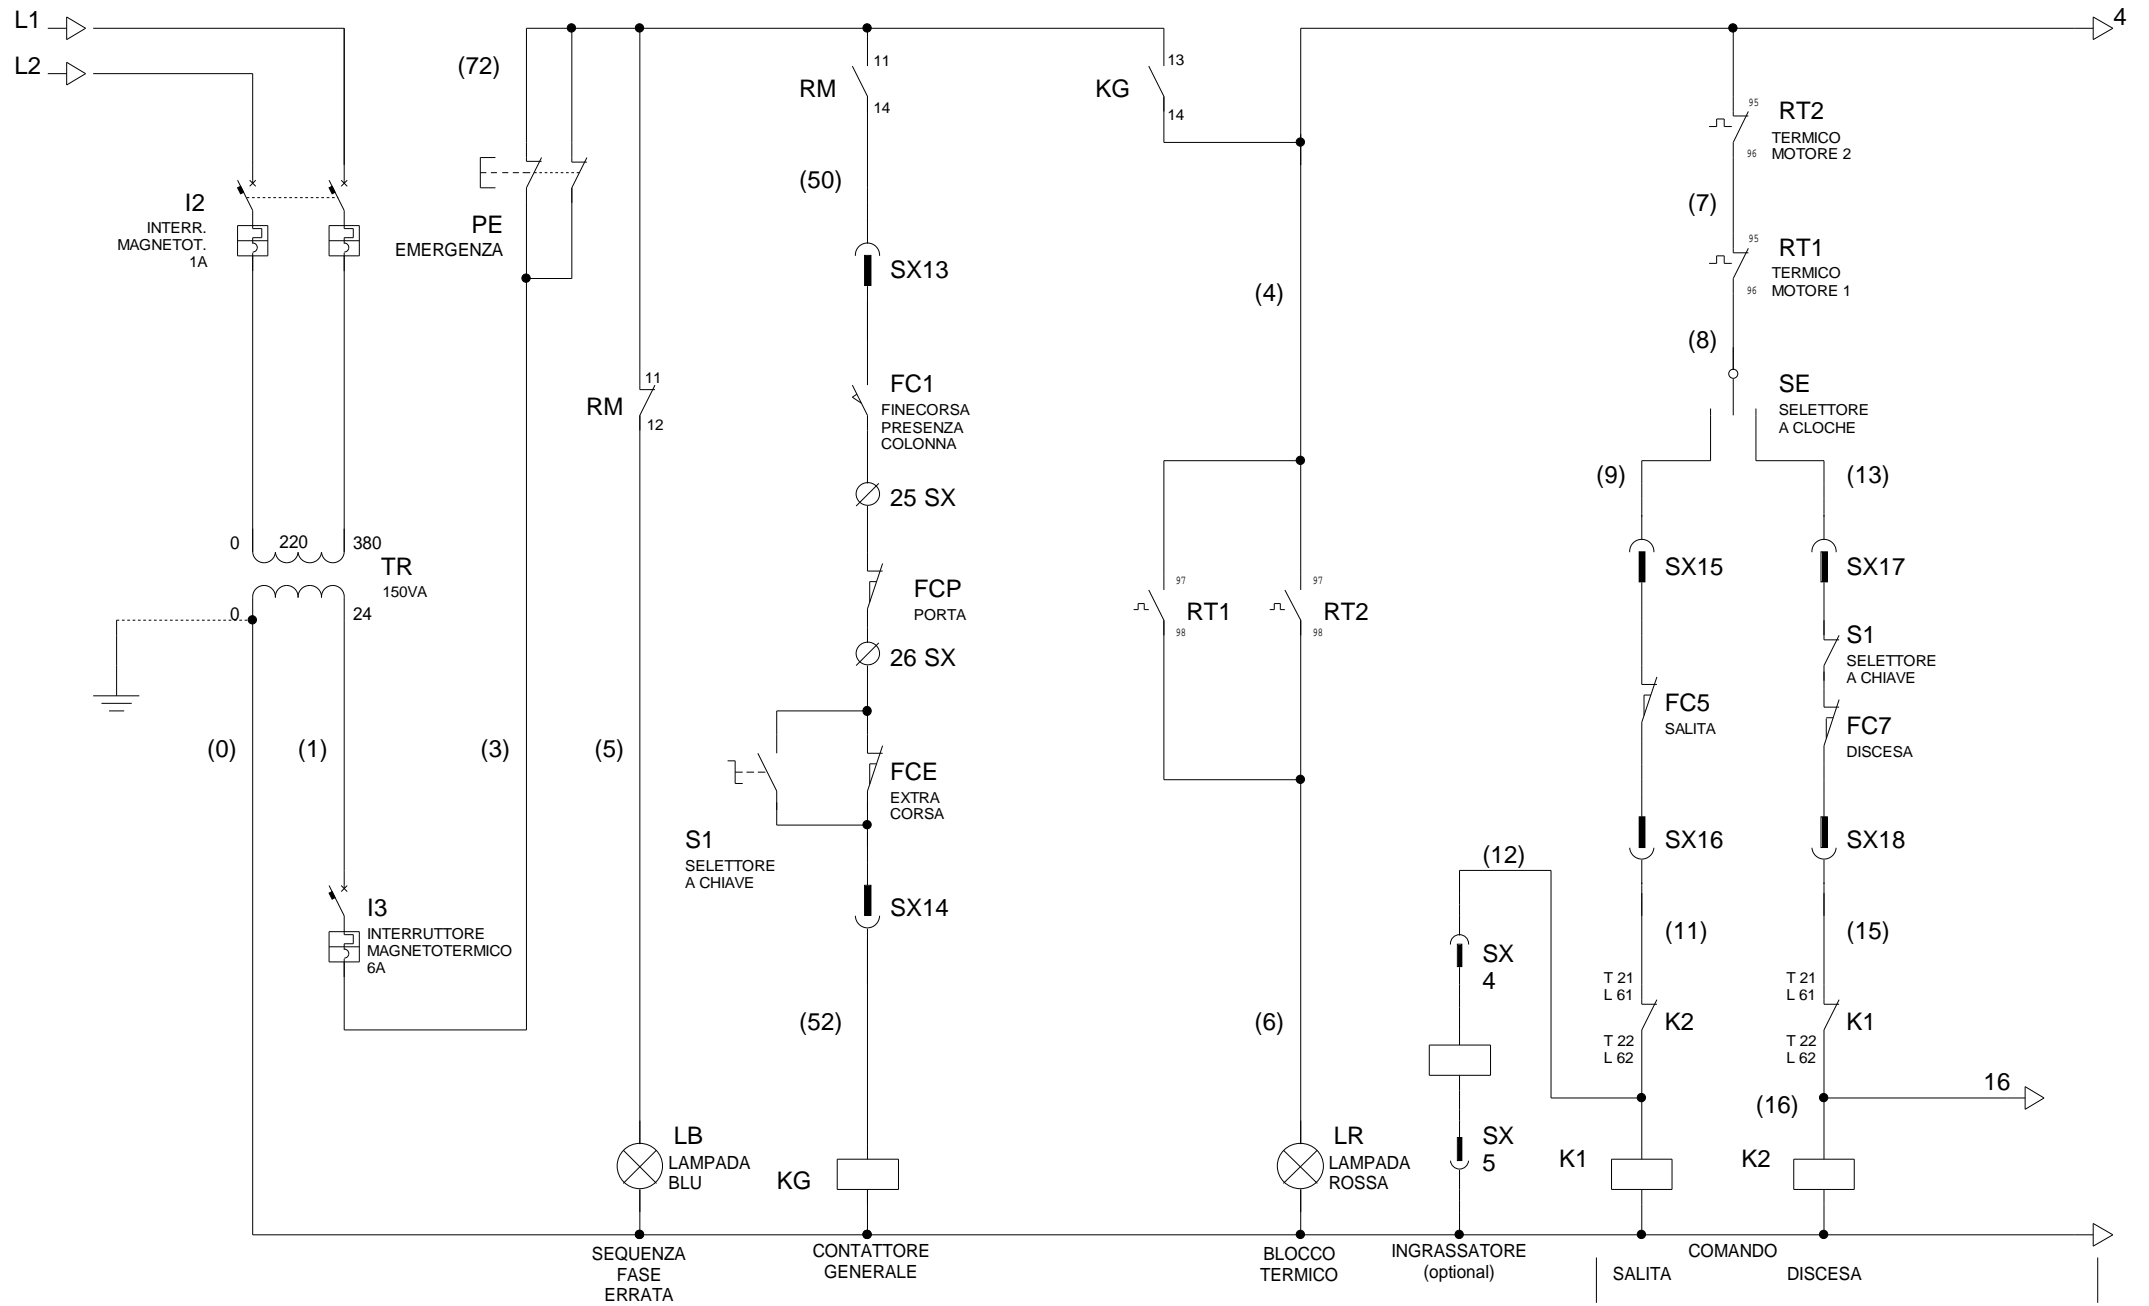 L1
L2
4
(72)
RM
11
14
KG
13
14
95
RT2
TERMICO
MOTORE 2
96
I2
INTERR.
MAGNETOT.
1A
PE
EMERGENZA
(50)
(7)
SX13
95
RT1
TERMICO
MOTORE 1
96
(4)
(8)
RM
11
12
FC1
FINECORSA
PRESENZA
COLONNA
SE
SELETTORE
A CLOCHE
25 SX
(9)
(13)
0
220
380
TR
150VA
0
24
FCP
PORTA
97
RT1
98
97
RT2
98
SX15
SX17
26 SX
S1
SELETTORE
A CHIAVE
FC5
SALITA
FC7
DISCESA
(0)
(1)
(3)
(5)
FCE
EXTRA
CORSA
S1
SELETTORE
A CHIAVE
SX16
SX18
(12)
I3
INTERRUTTORE
MAGNETOTERMICO
6A
SX14
(11)
(15)
SX
4
(52)
(6)
T 21
L 61
K2
T 22
L 62
T 21
L 61
K1
T 22
L 62
16
(16)
LB
LAMPADA
BLU
KG
LR
LAMPADA
ROSSA
SX
5
K1
K2
SEQUENZA
FASE
ERRATA
CONTATTORE
GENERALE
BLOCCO
TERMICO
INGRASSATORE
(optional)
COMANDO
SALITA
DISCESA